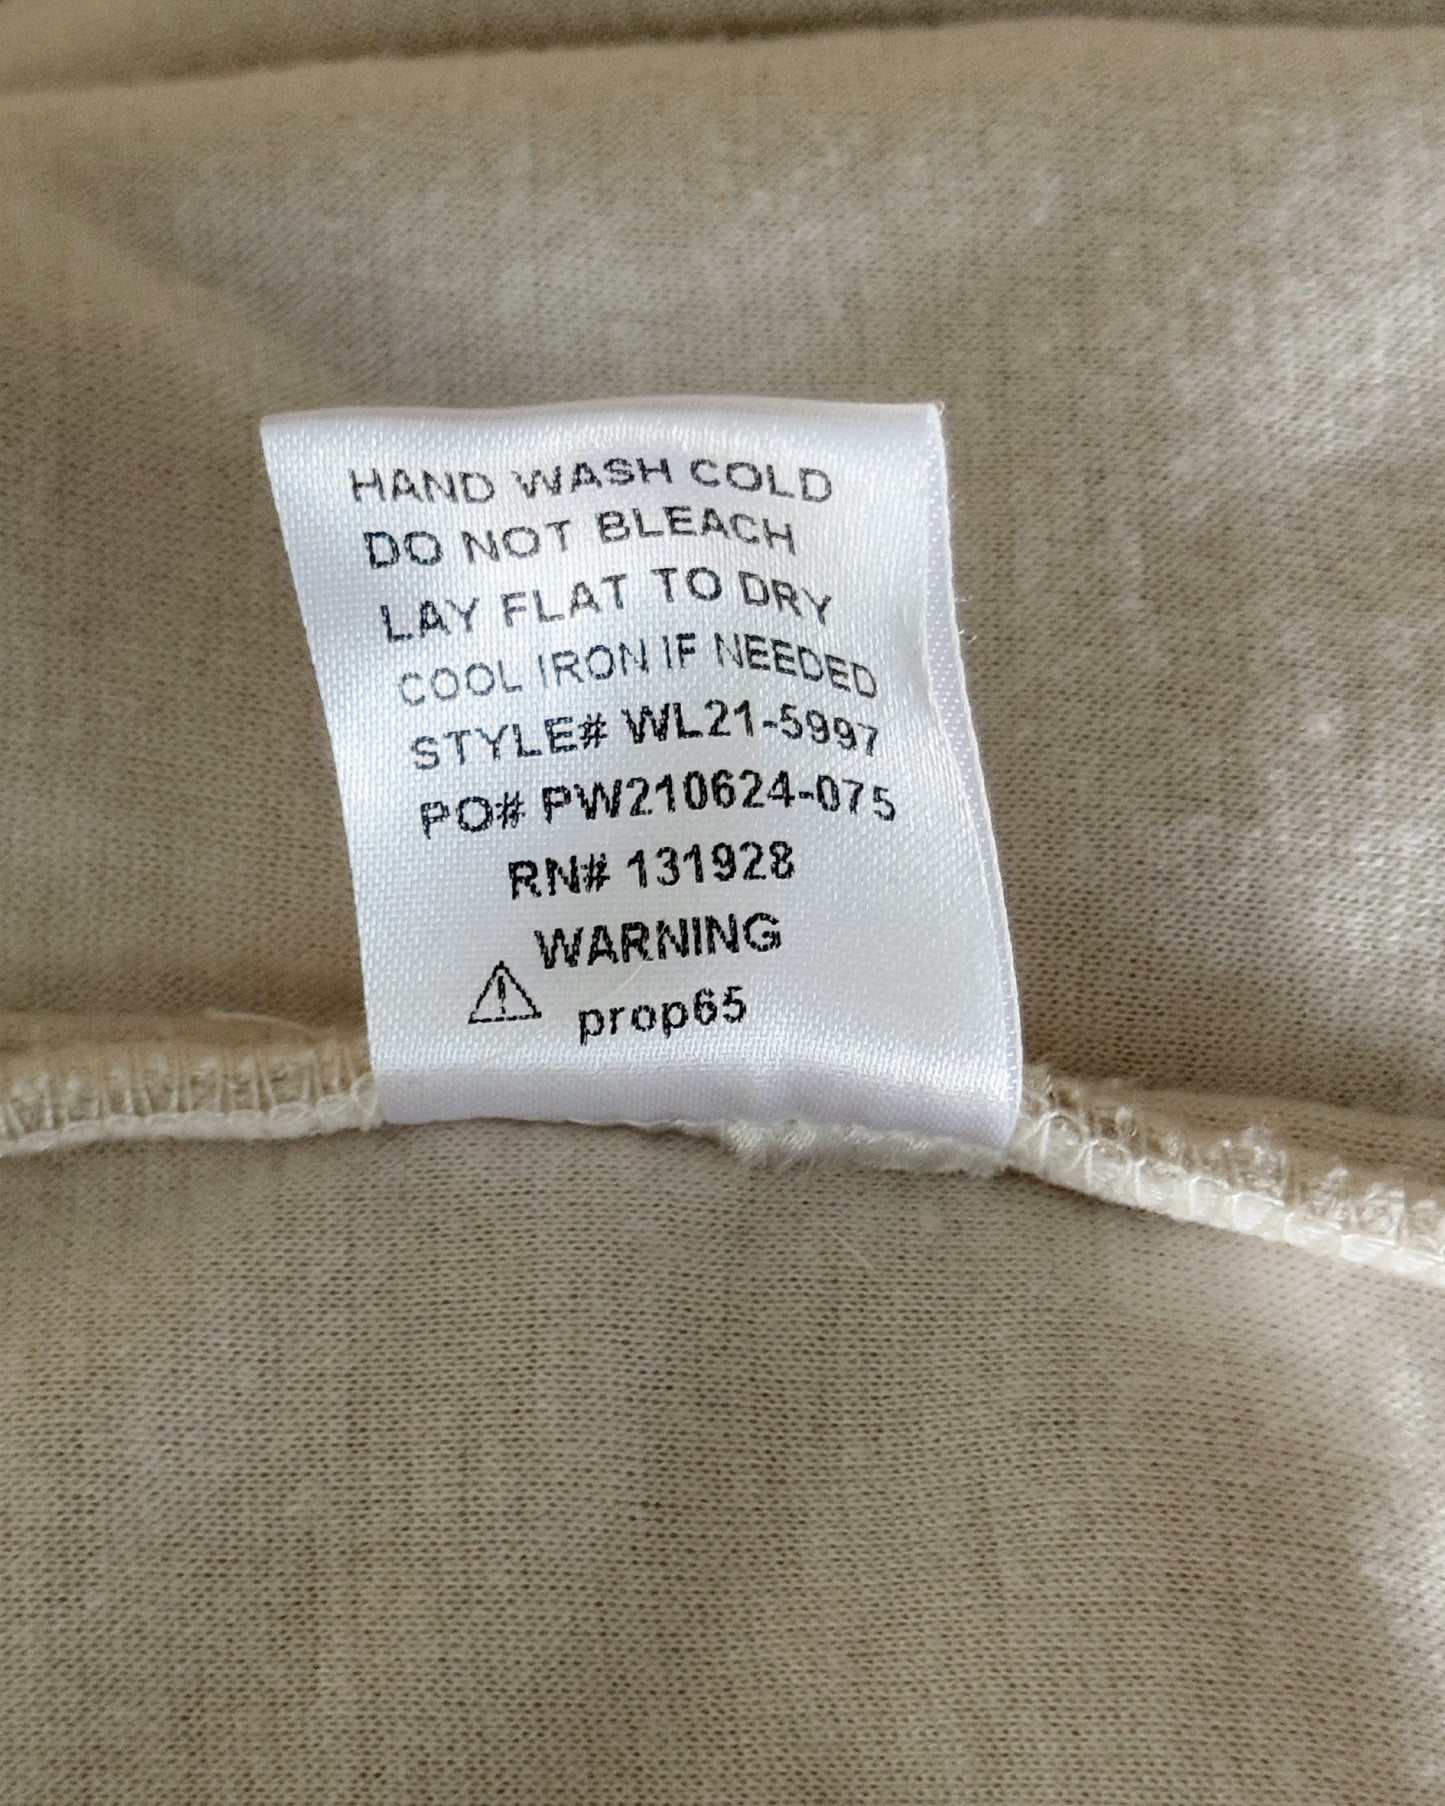 HAND WASH COLD
DO NOT BLEACH
LAY FLAT TO DRY
COOL IRON IF NEEDED
STYLE# WL21-5997
PO# PW210624-075
RN# 131928
WARNING
prop65